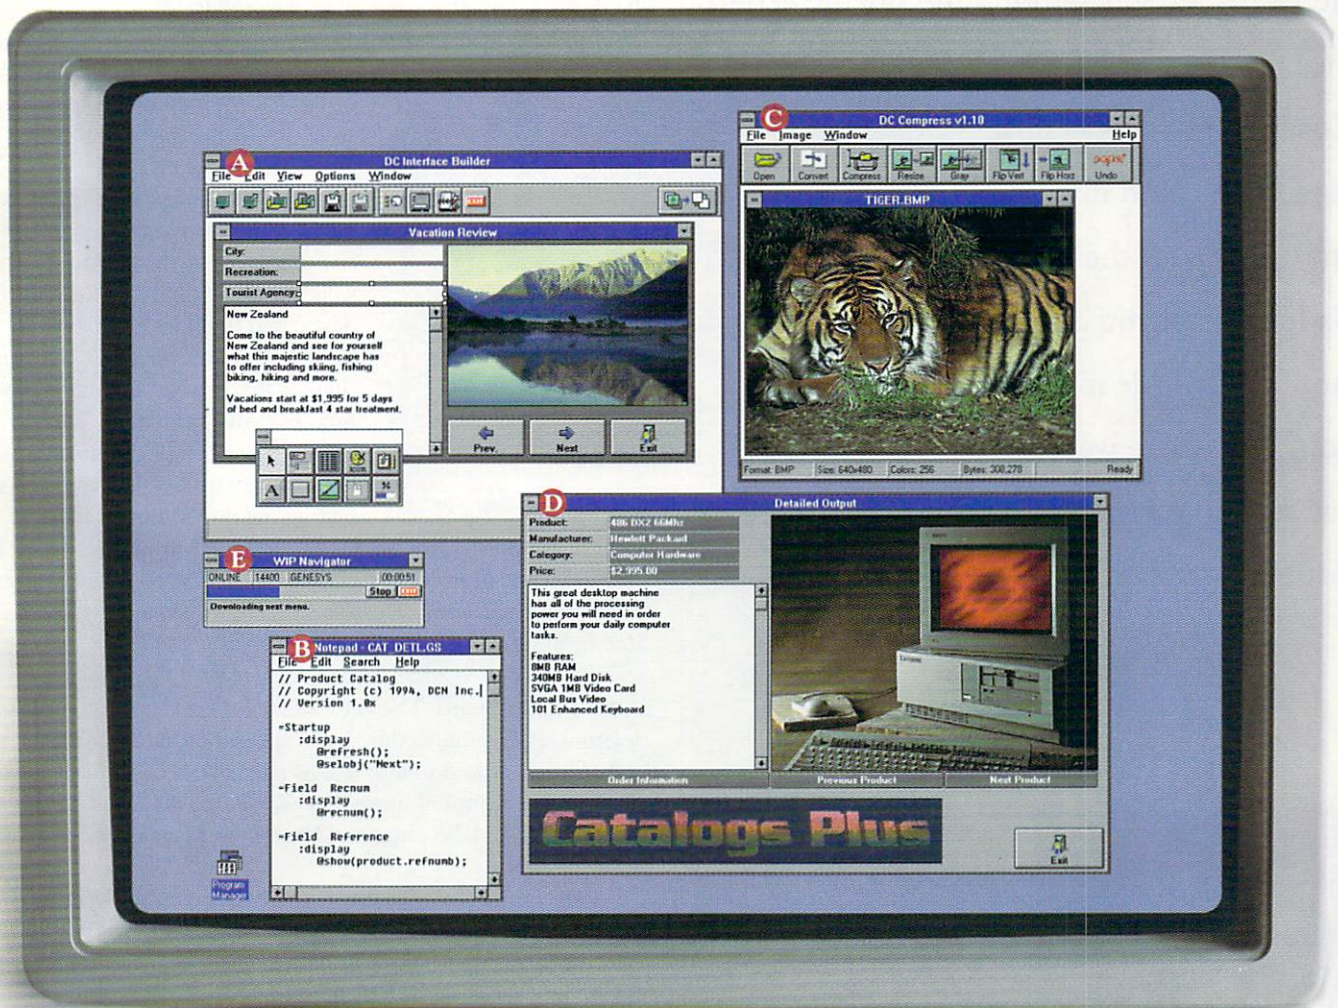 A
DC Interface Builder
File Edit View Options Window
EXIT
Vacation Review
City:
Recreation:
Tourist Agency:
New Zealand
Come to the beautiful country of
New Zealand and see for yourself
what this majestic landscape has
to offer including skiing, fishing
biking, hiking and more.
Vacations start at $1,995 for 5 days
of bed and breakfast 4 star treatment.
Prev.
Next
Exit
ICON
A
C
DC Compress v1.10
File Image Window Help
Open Convert Compress Resize Gray Flip Vert Flip Horz Undo
oops!
TIGER.BMP
Format: BMP Size: 640x480 Colors: 256 Bytes: 308,278 Ready
E
WIP Navigator
ONLINE 14400 GENESYS 00:00:51
Stop EXIT
Downloading next menu.
B
Notepad - CAT_DETL.GS
File Edit Search Help
// Product Catalog
// Copyright (c) 1994, DCN Inc.
// Version 1.0x
=Startup
:display
@refresh();
@selobj("Next");
=Field Recnum
:display
@recnum();
=Field Reference
:display
@show(product.refnumb);
D
Detailed Output
Product: 486 DX2 66Mhz
Manufacturer: Hewlett Packard
Category: Computer Hardware
Price: $2,995.00
This great desktop machine
has all of the processing
power you will need in order
to perform your daily computer
tasks.
Features:
8MB RAM
340MB Hard Disk
SVGA 1MB Video Card
Local Bus Video
101 Enhanced Keyboard
Order Information
Previous Product
Next Product
Catalogs Plus
Exit
Program
Manager